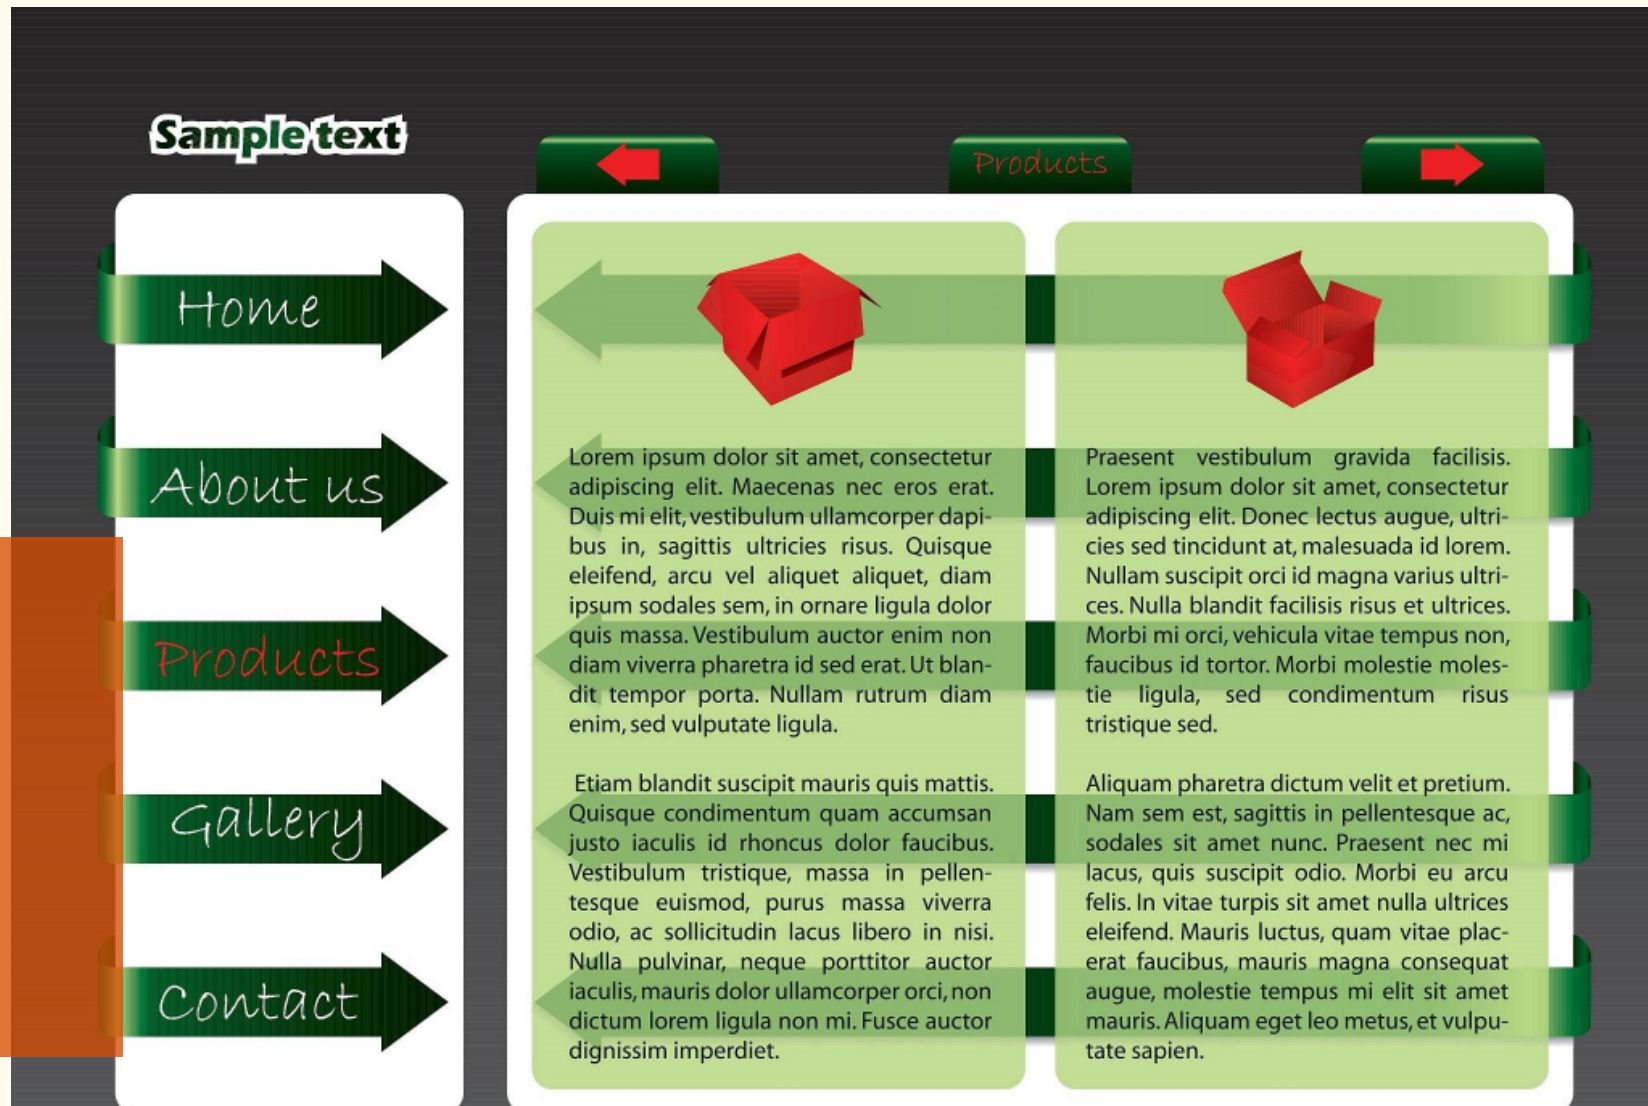 Sample text
Products
Home
About us
Products
Gallery
Contact
Lorem ipsum dolor sit amet, consectetur
adipiscing elit. Maecenas nec eros erat.
Duis mi elit, vestibulum ullamcorper dapi-
bus in, sagittis ultricies risus. Quisque
eleifend, arcu vel aliquet aliquet, diam
ipsum sodales sem, in ornare ligula dolor
quis massa. Vestibulum auctor enim non
diam viverra pharetra id sed erat. Ut blan-
dit tempor porta. Nullam rutrum diam
enim, sed vulputate ligula.
Etiam blandit suscipit mauris quis mattis.
Quisque condimentum quam accumsan
justo iaculis id rhoncus dolor faucibus.
Vestibulum tristique, massa in pellen-
tesque euismod, purus massa viverra
odio, ac sollicitudin lacus libero in nisi.
Nulla pulvinar, neque porttitor auctor
iaculis, mauris dolor ullamcorper orci, non
dictum lorem ligula non mi. Fusce auctor
dignissim imperdiet.
Praesent vestibulum gravida facilisis.
Lorem ipsum dolor sit amet, consectetur
adipiscing elit. Donec lectus augue, ultri-
cies sed tincidunt at, malesuada id lorem.
Nullam suscipit orci id magna varius ultri-
ces. Nulla blandit facilisis risus et ultrices.
Morbi mi orci, vehicula vitae tempus non,
faucibus id tortor. Morbi molestie moles-
tie ligula, sed condimentum risus
tristique sed.
Aliquam pharetra dictum velit et pretium.
Nam sem est, sagittis in pellentesque ac,
sodales sit amet nunc. Praesent nec mi
lacus, quis suscipit odio. Morbi eu arcu
felis. In vitae turpis sit amet nulla ultrices
eleifend. Mauris luctus, quam vitae plac-
erat faucibus, mauris magna consequat
augue, molestie tempus mi elit sit amet
mauris. Aliquam eget leo metus, et vulpu-
tate sapien.